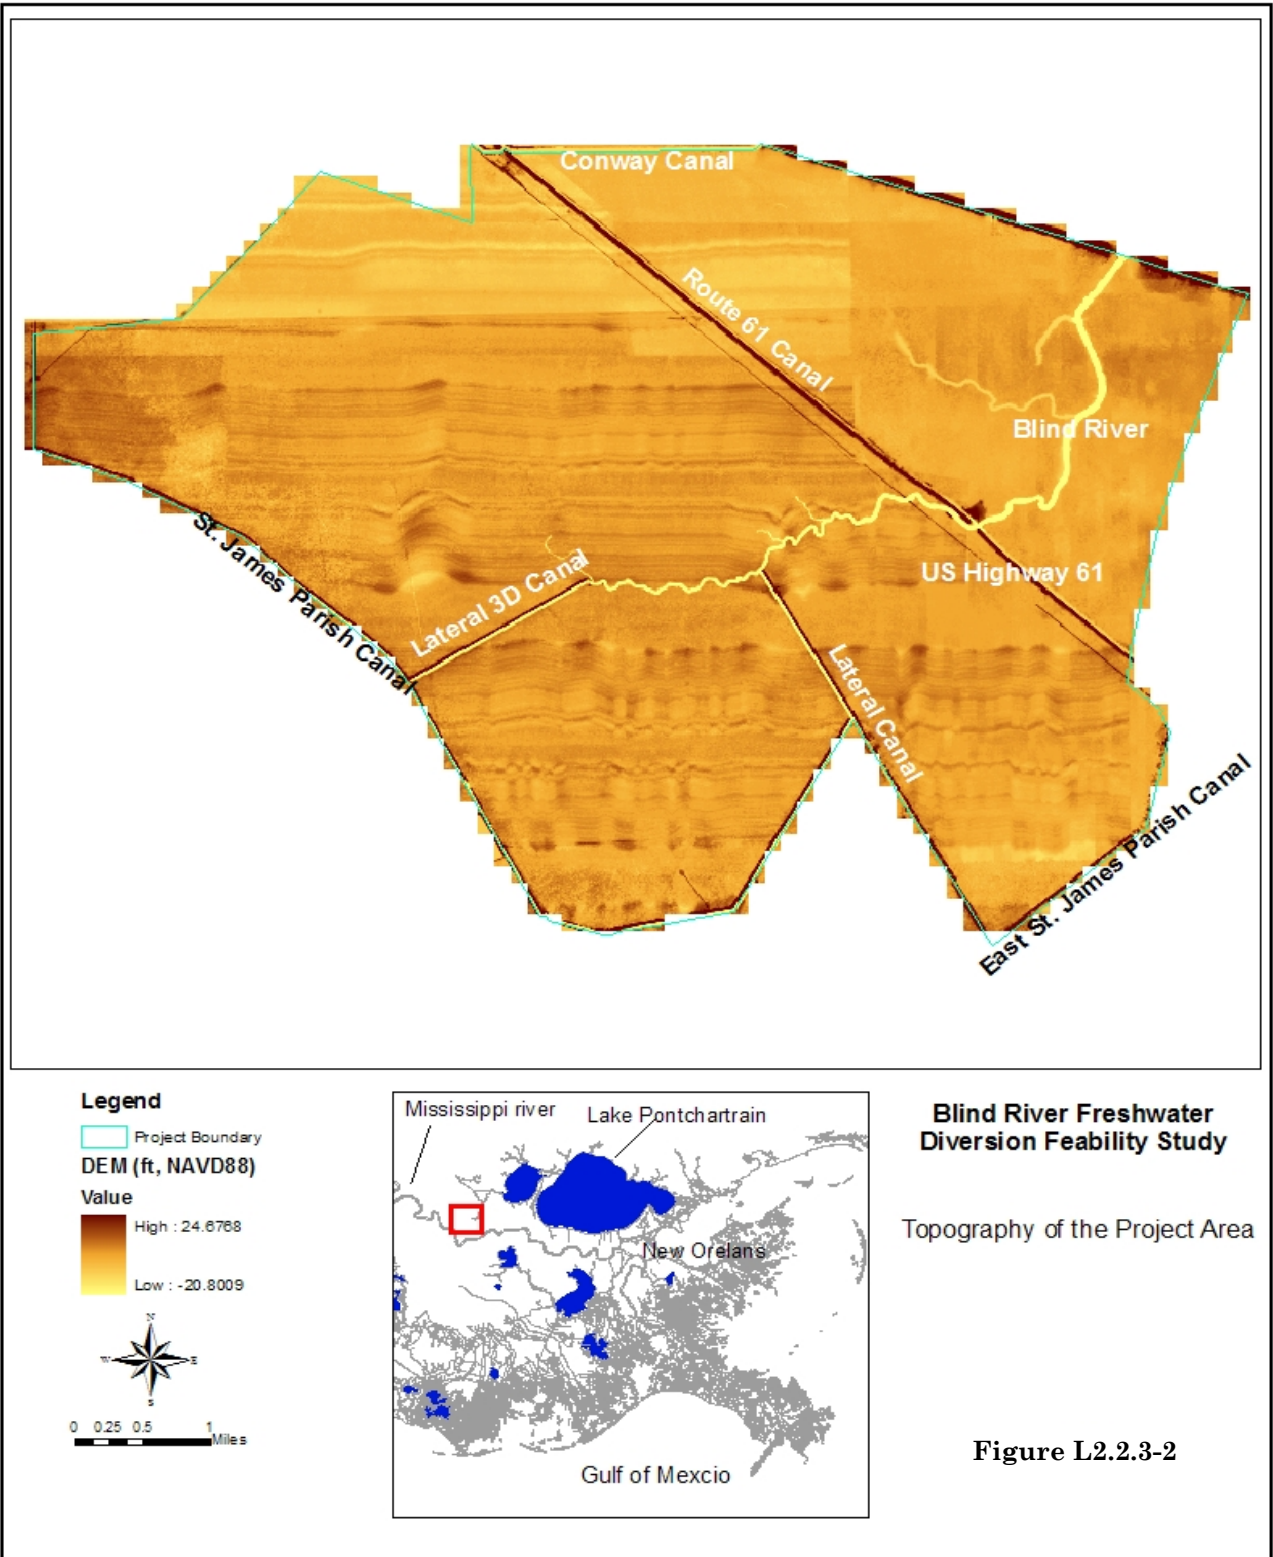 Conway Canal
Route 61 Canal
Blind River
US Highway 61
St. James Parish Canal
Lateral 3D Canal
Lateral Canal
East St. James Parish Canal
Legend
Project Boundary
DEM (ft, NAVD88)
Value
High : 24.6768
Low : -20.8009
N
W
E
S
0 0.25 0.5 1
Miles
Mississippi river
Lake Pontchartrain
New Orelans
Gulf of Mexcio
Blind River Freshwater
Diversion Feability Study
Topography of the Project Area
Figure L2.2.3-2